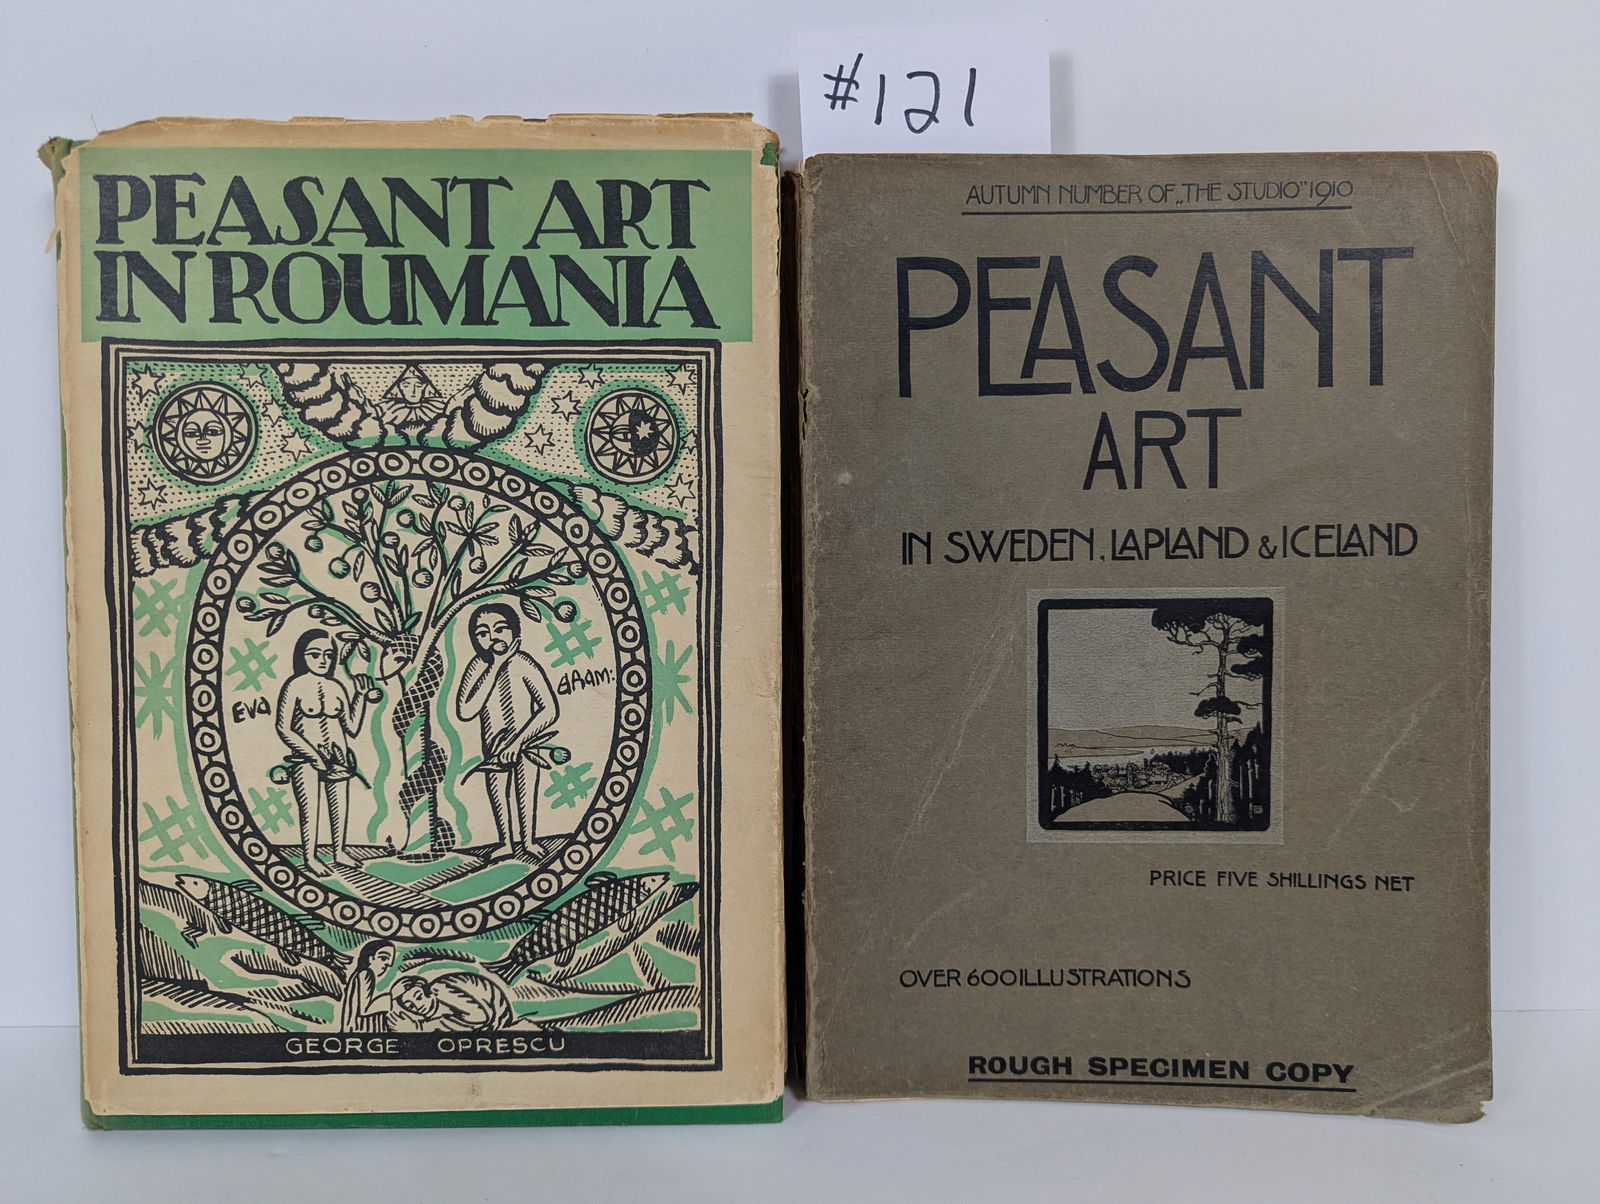 #121
PEASANT ART
IN ROUMANIA
EVA
ADAM:
GEORGE OPRESCU
AUTUMN NUMBER OF „THE STUDIO" 1910
PEASANT
ART
IN SWEDEN, LAPLAND & ICELAND
PRICE FIVE SHILLINGS NET
OVER 600 ILLUSTRATIONS
ROUGH SPECIMEN COPY